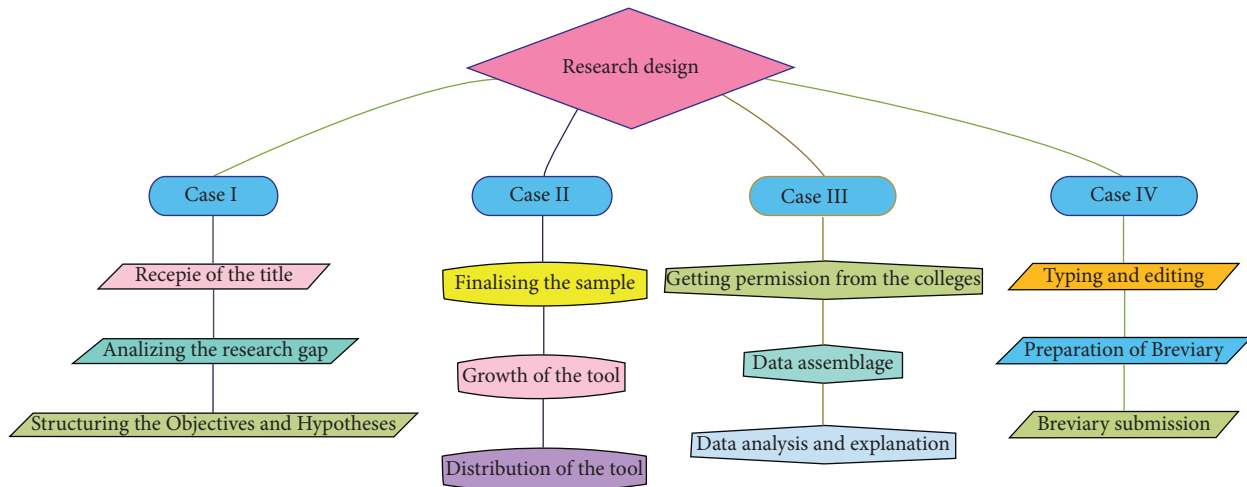 Research design
Case I
Case II
Case III
Case IV
Recepie of the title
Analizing the research gap
Structuring the Objectives and Hypotheses
Finalising the sample
Growth of the tool
Distribution of the tool
Getting permission from the colleges
Data assemblage
Data analysis and explanation
Typing and editing
Preparation of Breviary
Breviary submission